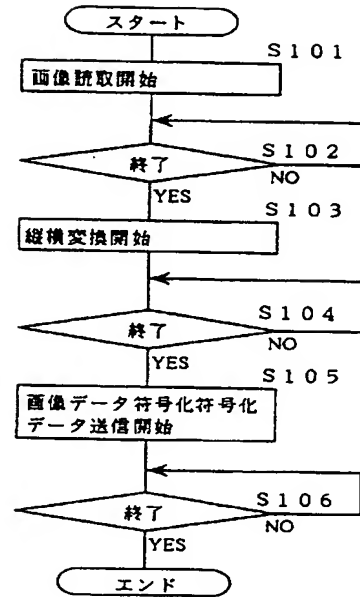 スタート
S101
画像読取開始
S102
終了
NO
YES
S103
縦横変換開始
S104
終了
NO
YES
S105
画像データ符号化符号化
データ送信開始
S106
終了
NO
YES
エンド